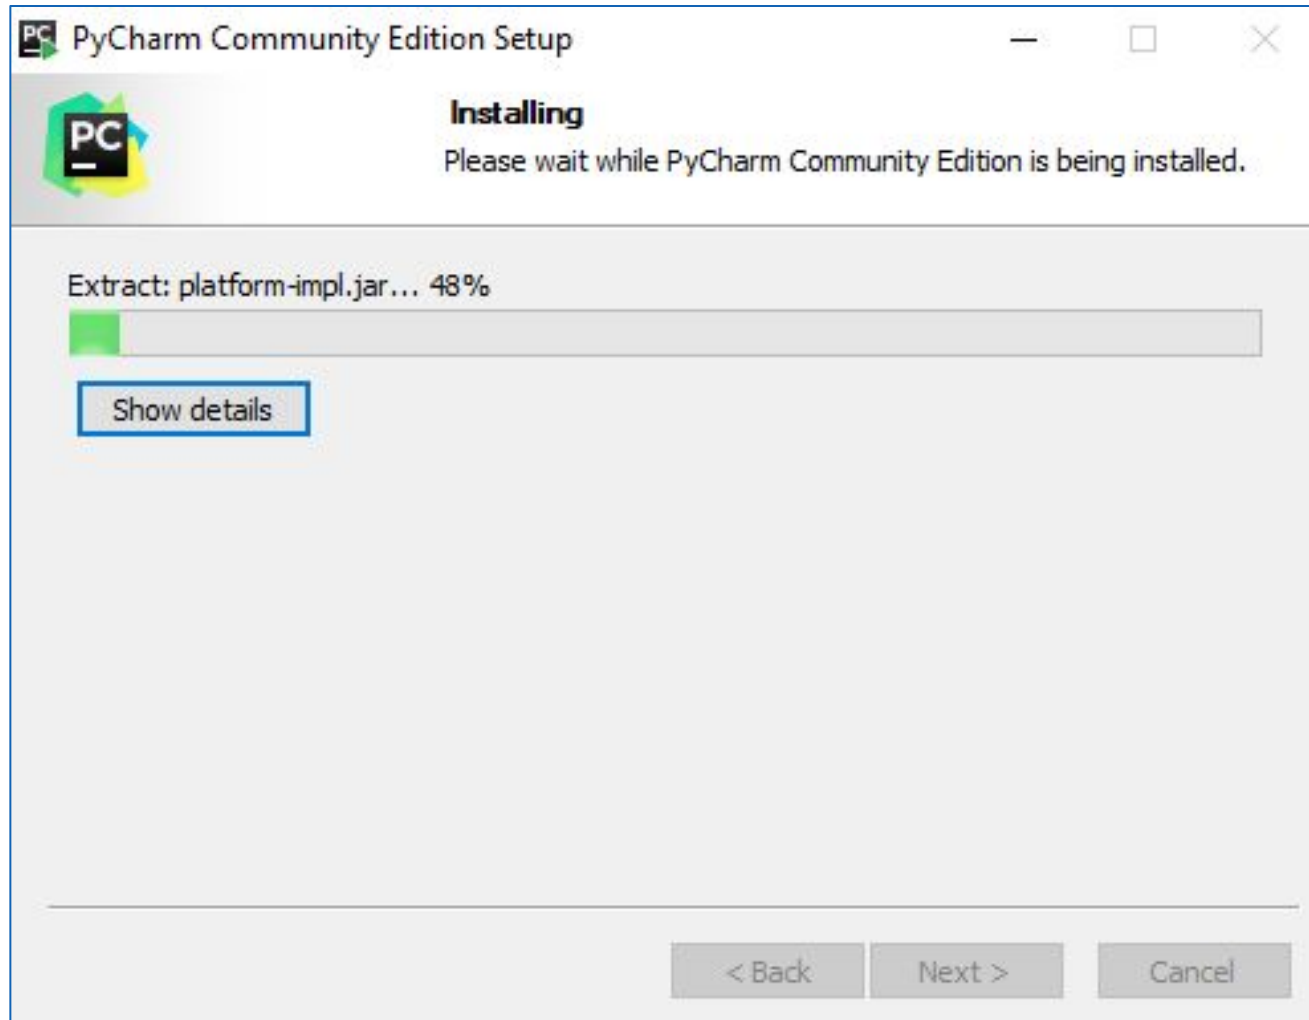 PyCharm Community Edition Setup
PC
Installing
Please wait while PyCharm Community Edition is being installed.
Extract: platform-impl.jar... 48%
Show details
< Back
Next >
Cancel